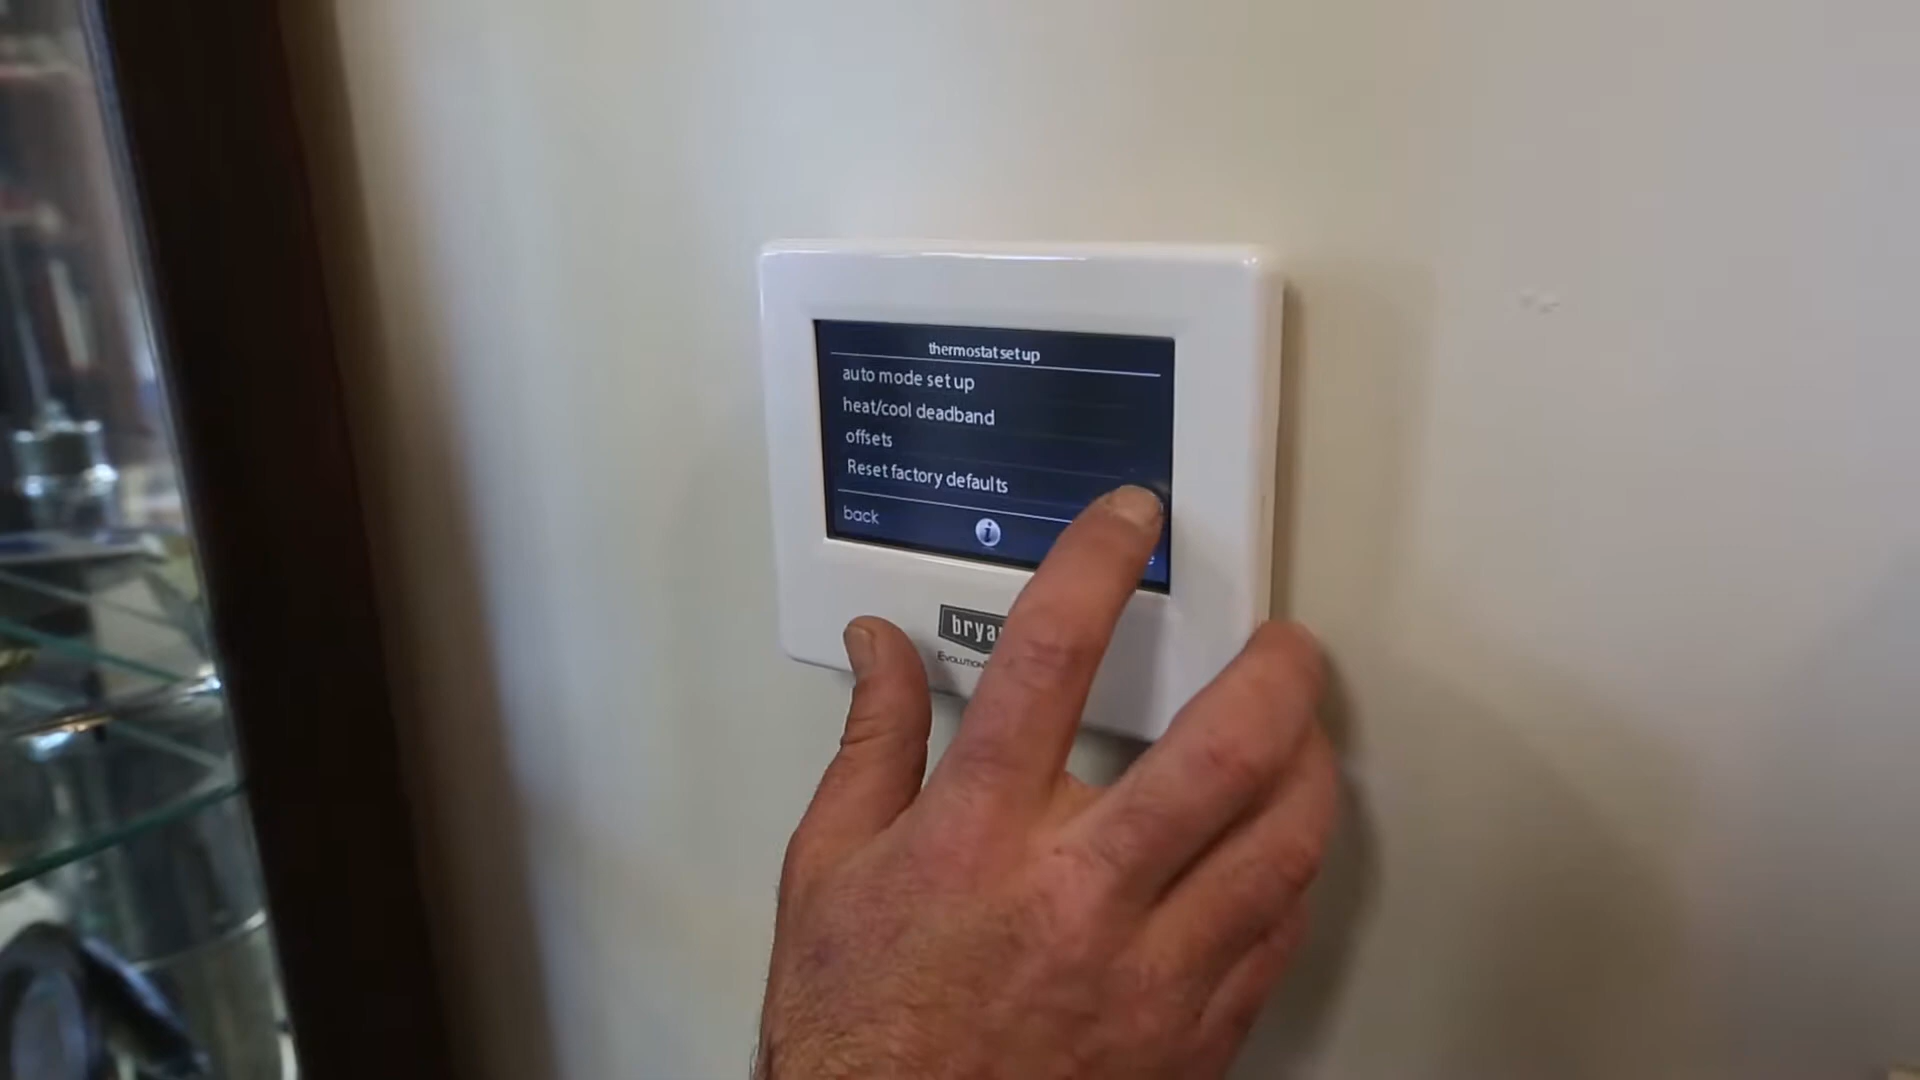 thermostat set up
auto mode set up
heat/cool deadband
offsets
Reset factory defaults
back
i